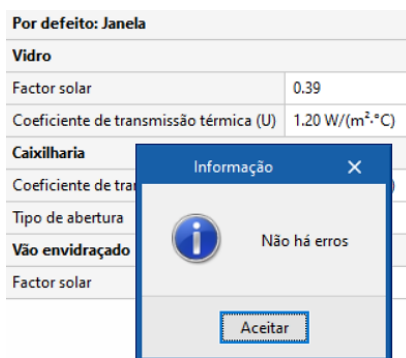 Por defeito: Janela
Vidro
Factor solar 0.39
Coeficiente de transmissão térmica (U) 1.20 W/(m²·°C)
Caixilharia
Coeficiente de
Tipo de abertura
Vão envidraçado
Factor solar
Informação
Não há erros
Aceitar